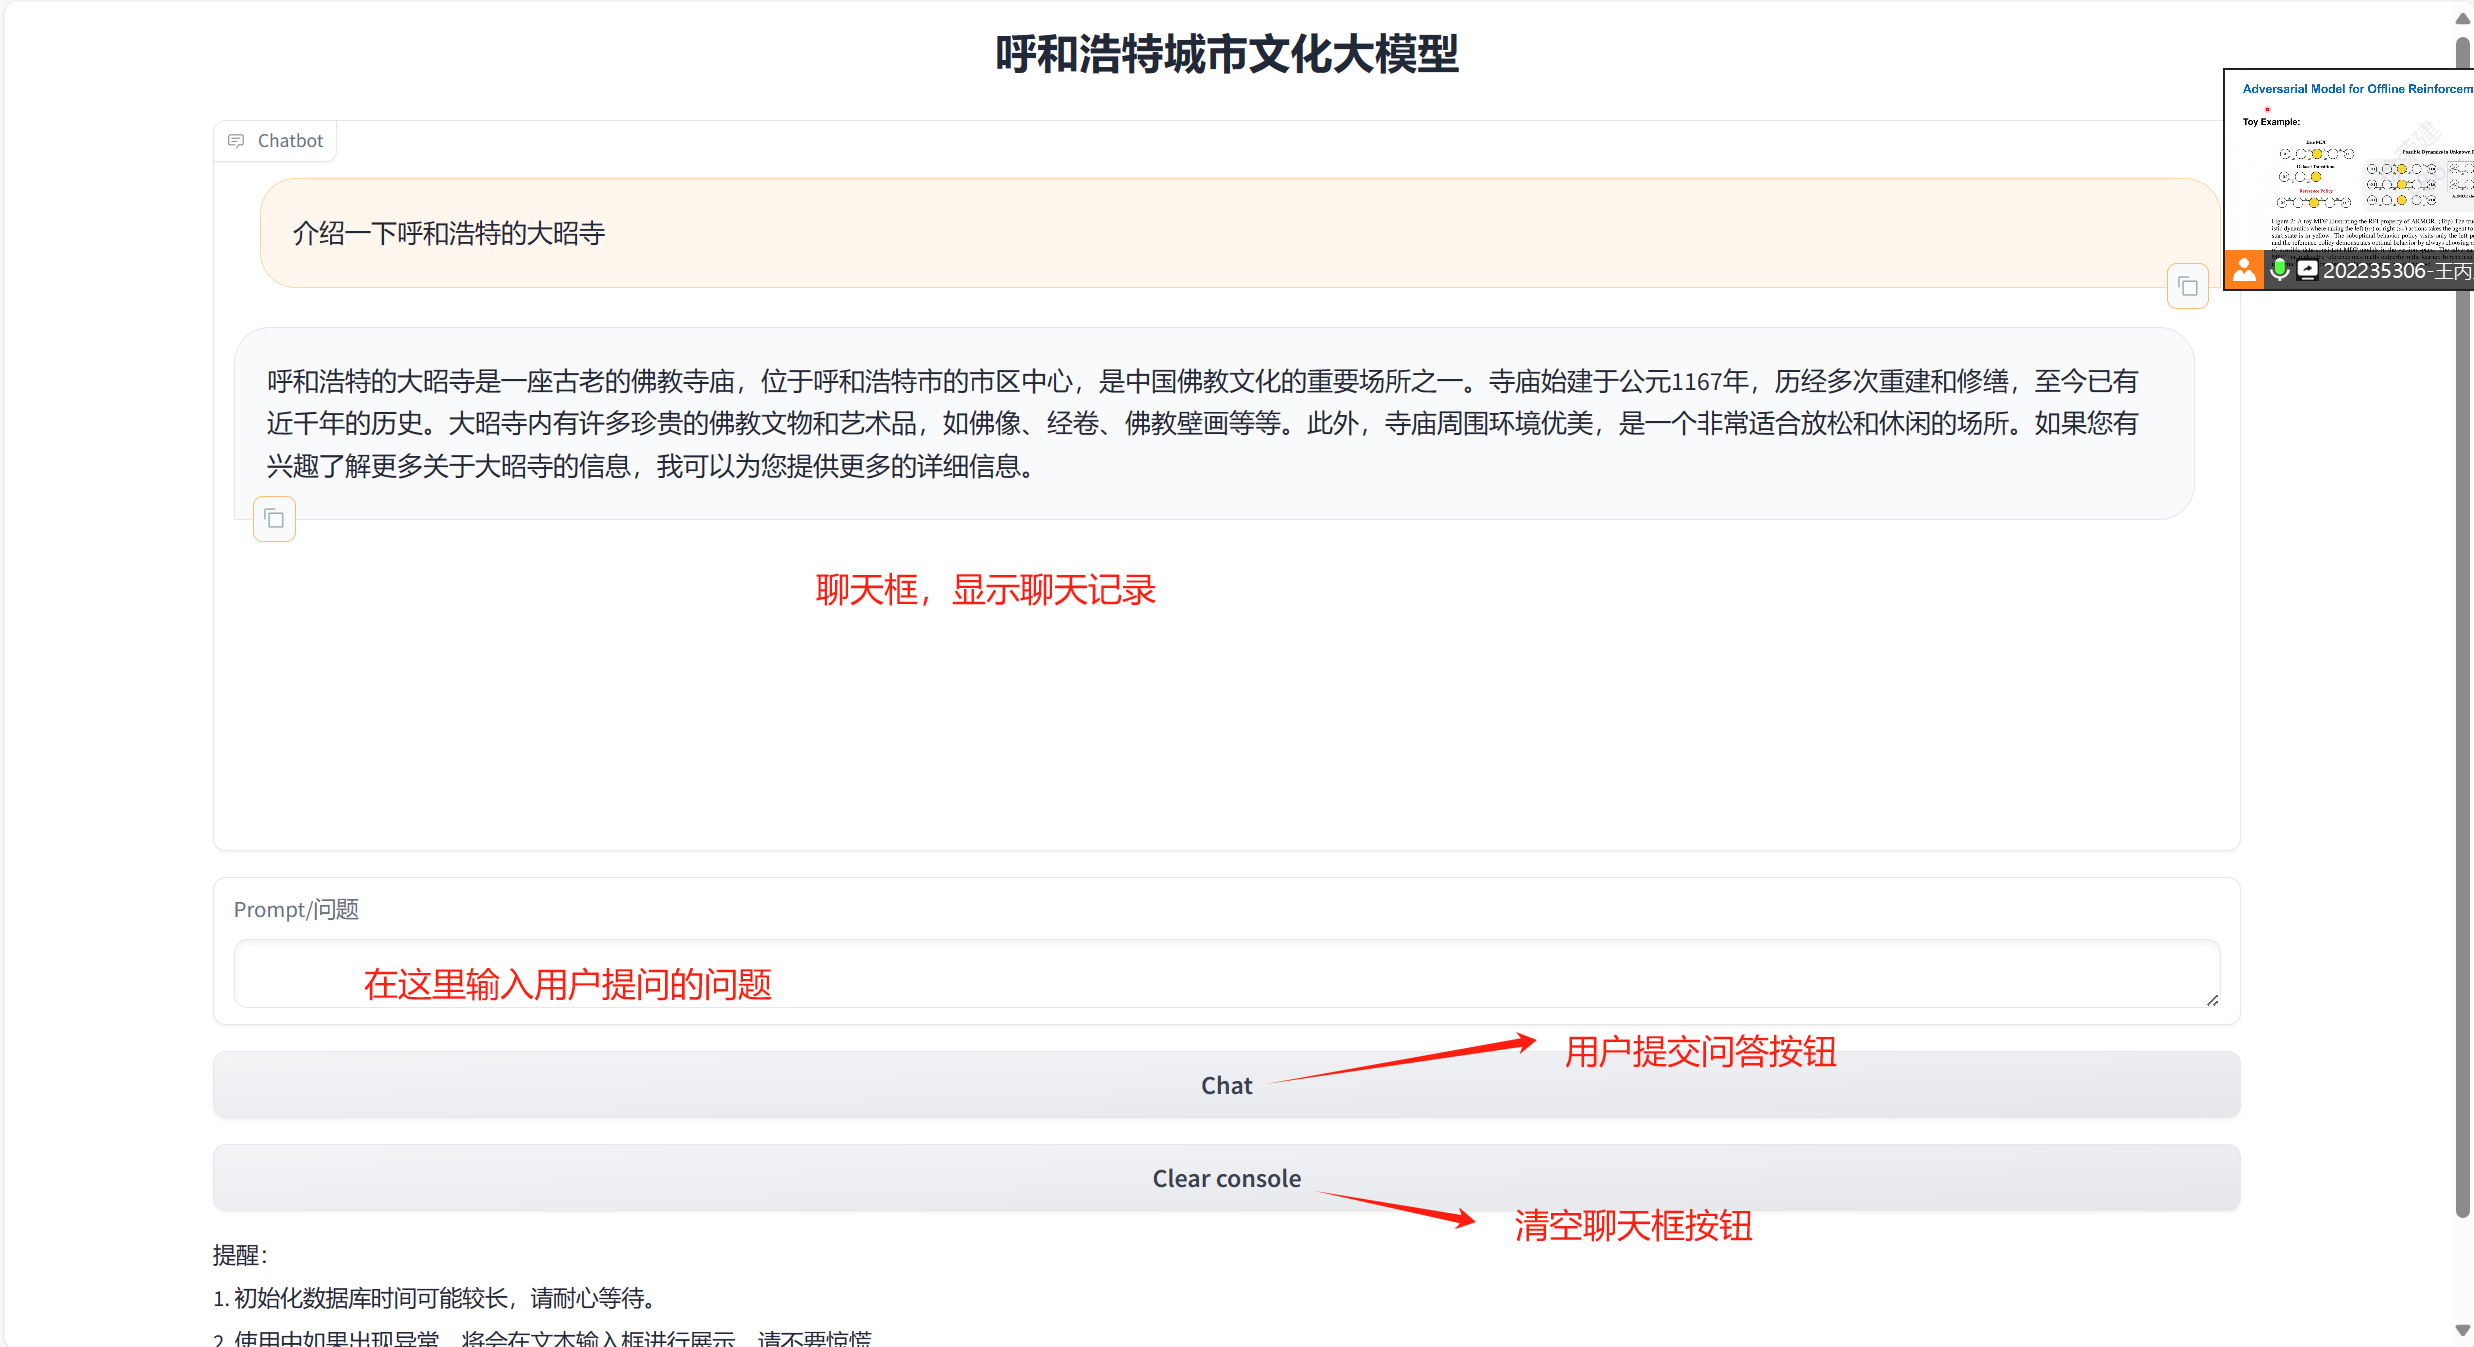 呼和浩特城市文化大模型
Chatbot
介绍一下呼和浩特的大昭寺
呼和浩特的大昭寺是一座古老的佛教寺庙，位于呼和浩特市的市区中心，是中国佛教文化的重要场所之一。寺庙始建于公元1167年，历经多次重建和修缮，至今已有
近千年的历史。大昭寺内有许多珍贵的佛教文物和艺术品，如佛像、经卷、佛教壁画等等。此外，寺庙周围环境优美，是一个非常适合放松和休闲的场所。如果您有
兴趣了解更多关于大昭寺的信息，我可以为您提供更多的详细信息。
聊天框，显示聊天记录
Prompt/问题
在这里输入用户提问的问题
Chat
用户提交问答按钮
Clear console
清空聊天框按钮
提醒：
1. 初始化数据库时间可能较长，请耐心等待。
2. 使用中如果出现异常，将会在文本输入框进行展示，请不要惊慌
Adversarial Model for Offline Reinforcem
Toy Example:
Reference Policy
202235306-王丙